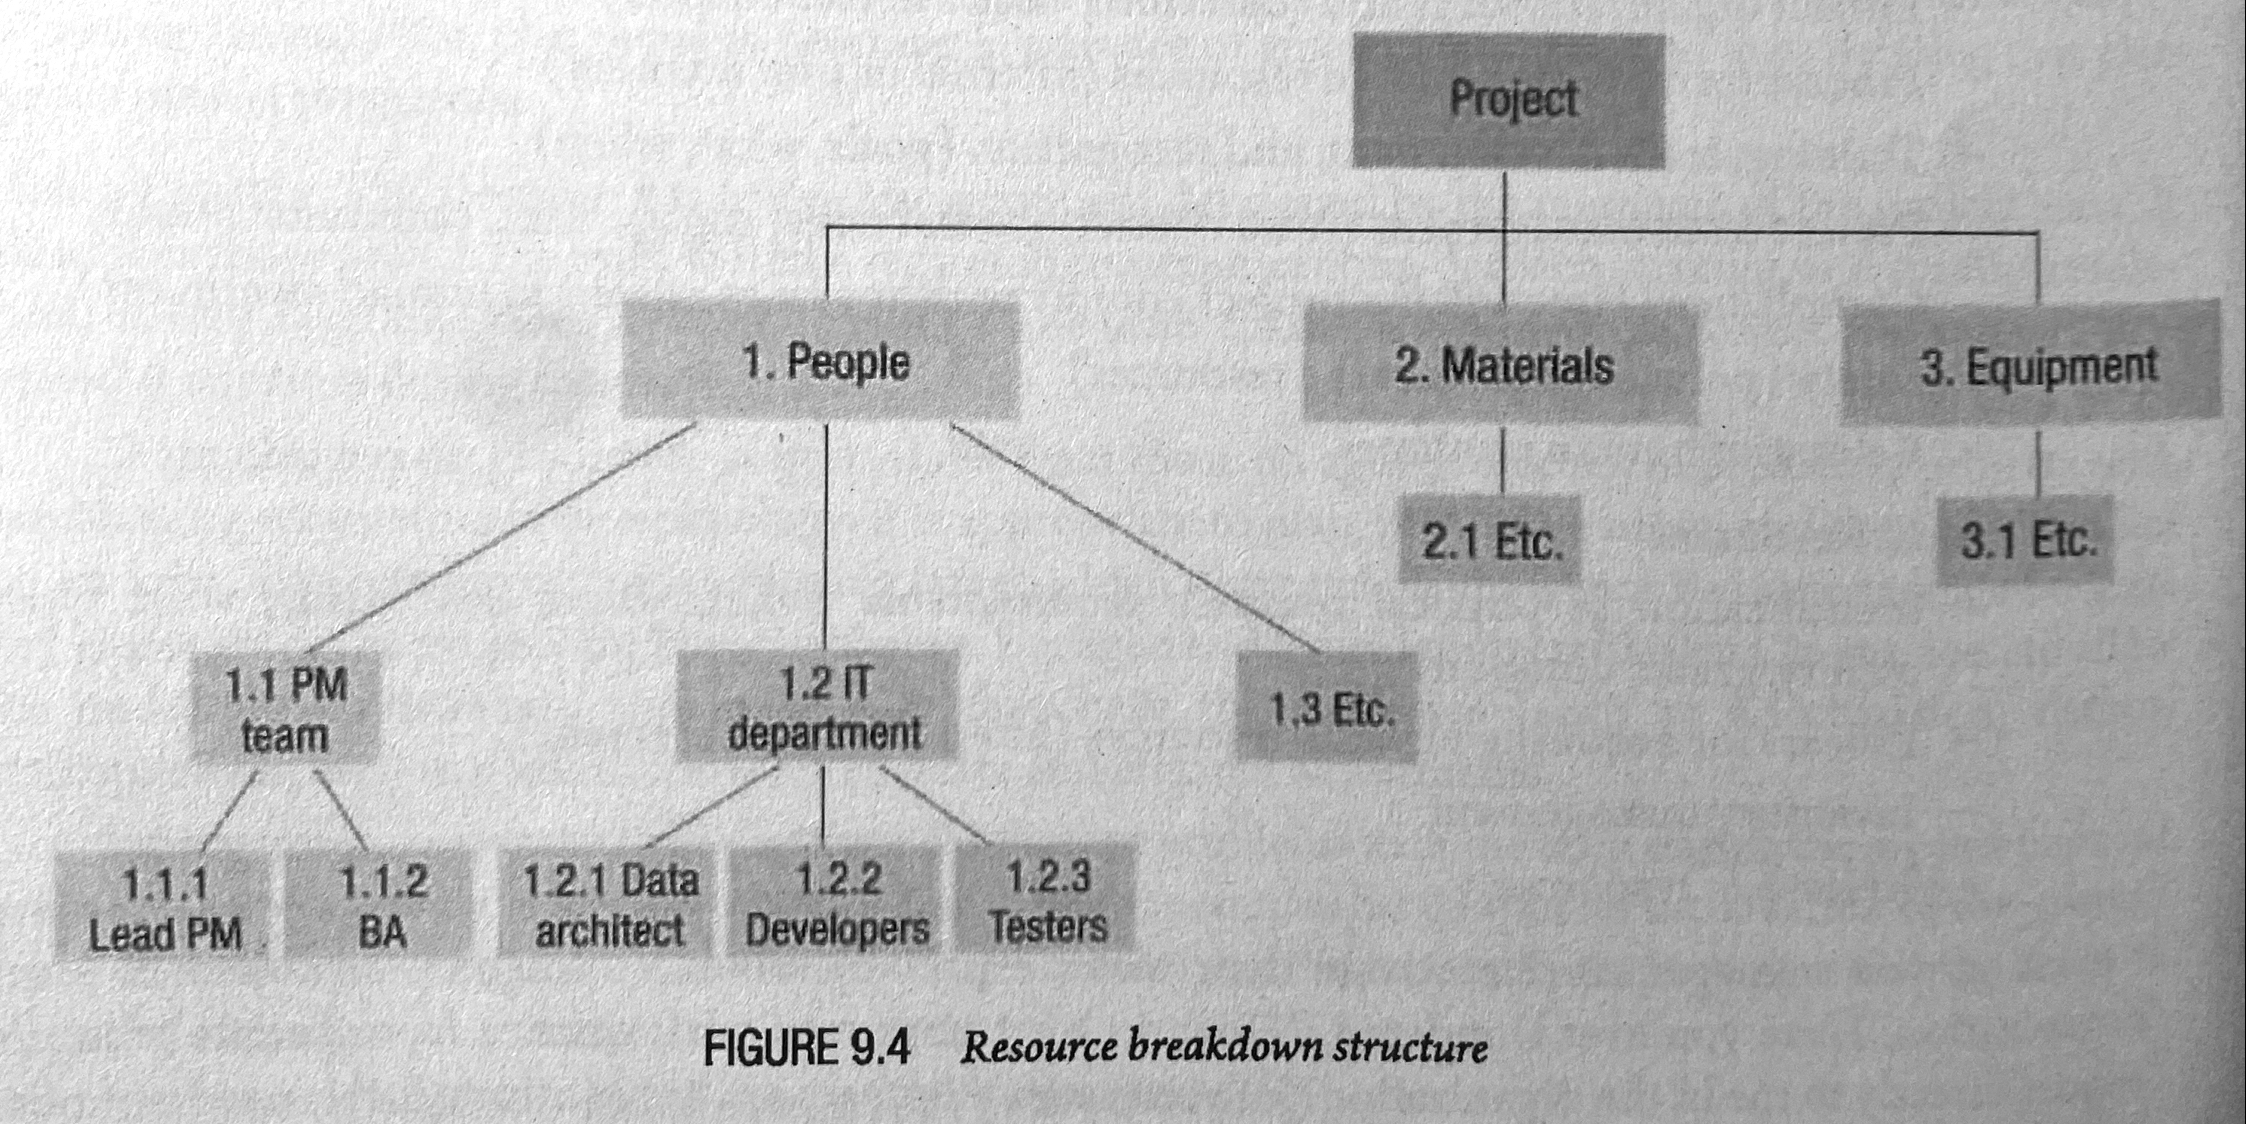 Project
1. People
2. Materials
3. Equipment
2.1 Etc.
3.1 Etc.
1.1 PM
team
1.2 IT
department
1.3 Etc.
1.1.1
Lead PM
1.1.2
BA
1.2.1 Data
architect
1.2.2
Developers
1.2.3
Testers
FIGURE 9.4 Resource breakdown structure